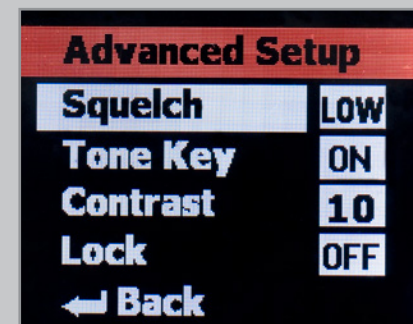 Advanced Setup
Squelch LOW
Tone Key ON
Contrast 10
Lock OFF
Back